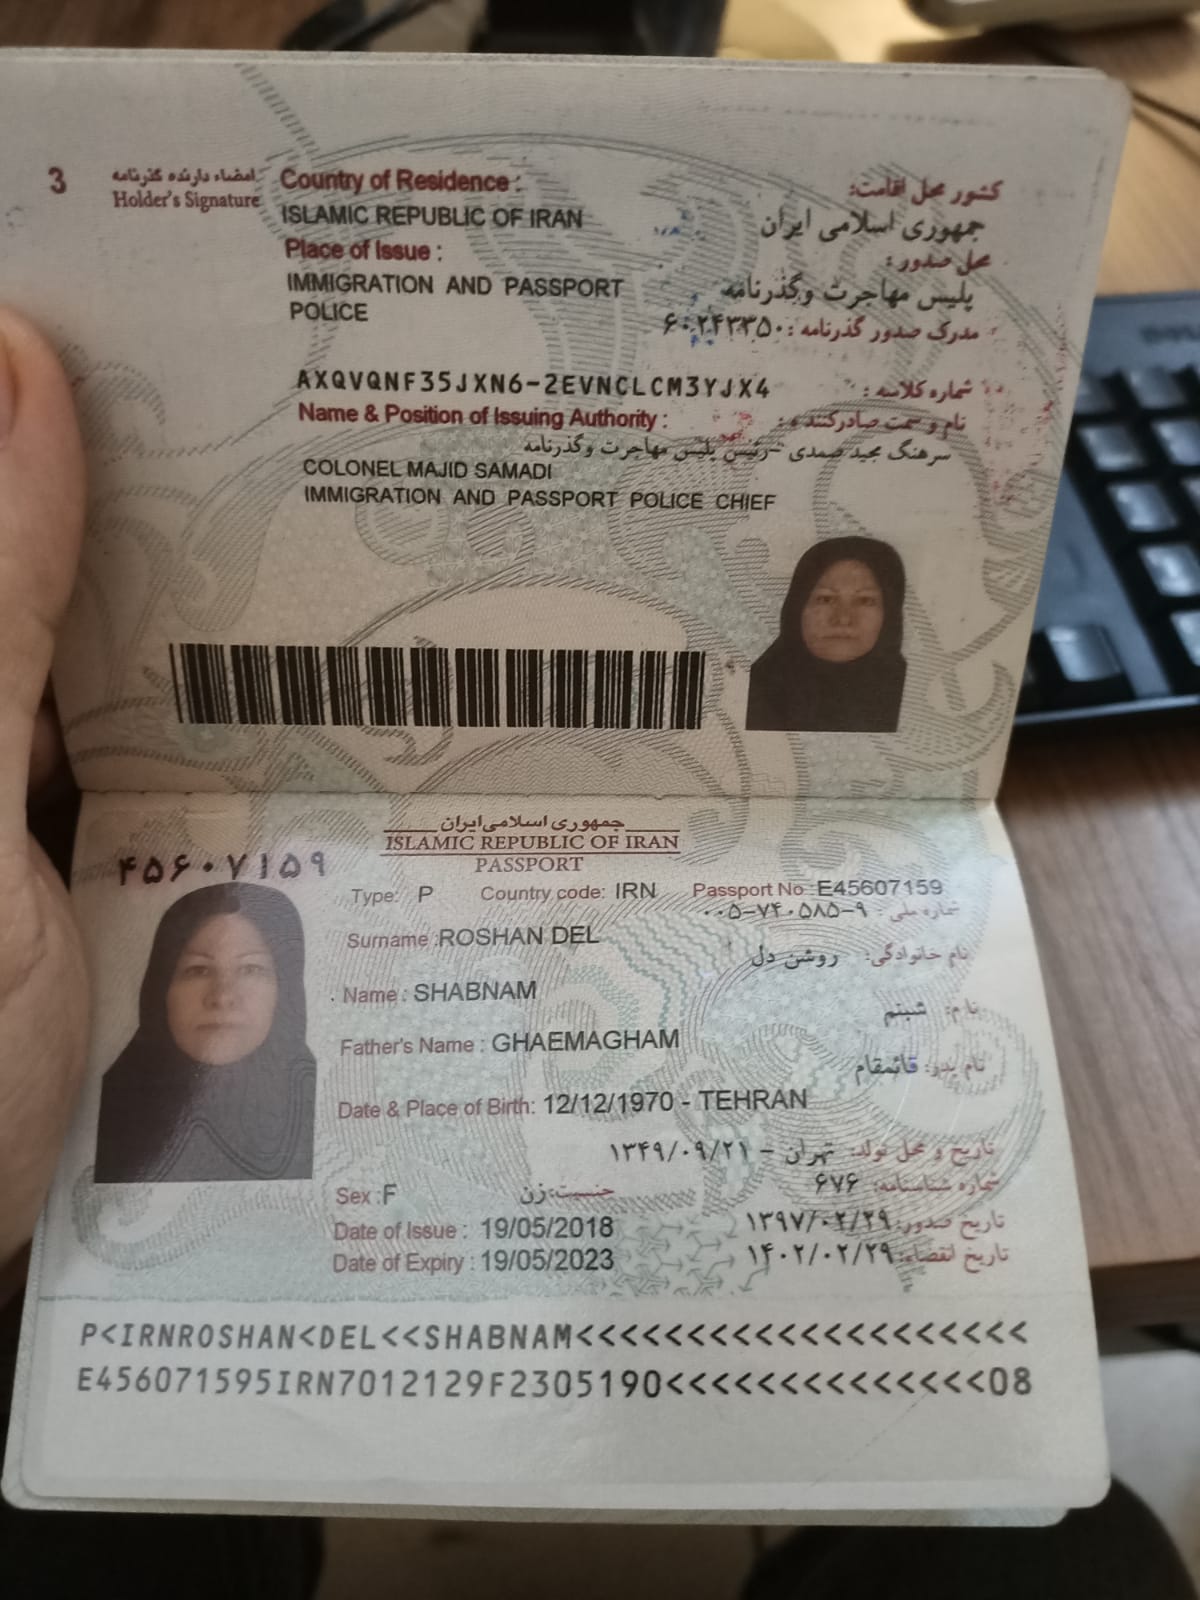 3
امضاء دارنده گذرنامه
Holder's Signature
Country of Residence : کشور محل اقامت:
ISLAMIC REPUBLIC OF IRAN جمهوری اسلامی ایران
Place of Issue : محل صدور:
IMMIGRATION AND PASSPORT POLICE پلیس مهاجرت وگذرنامه
مدرک صدور گذرنامه : ۶۰۲۴۳۳۵۰
AXQVQNF35JXN6-2EVNCLCM3YJX4 شماره کلاسه :
Name & Position of Issuing Authority : نام و سمت صادرکننده :
سرهنگ مجید صمدی -رئیس پلیس مهاجرت وگذرنامه
COLONEL MAJID SAMADI
IMMIGRATION AND PASSPORT POLICE CHIEF
جمهوری اسلامی ایران
ISLAMIC REPUBLIC OF IRAN
PASSPORT
۴۵۶۰۷۱۵۹
Type: P Country code: IRN Passport No :E45607159
شماره ملی : ۰۰۵-۷۴۰۵۸۵-۹
Surname :ROSHAN DEL نام خانوادگی: روشن دل
Name : SHABNAM نام: شبنم
Father's Name : GHAEMAGHAM نام پدر: قائمقام
Date & Place of Birth: 12/12/1970 - TEHRAN
تاریخ و محل تولد: تهران - ۱۳۴۹/۰۹/۲۱
Sex :F جنسیت:زن شماره شناسنامه: ۶۷۶
Date of Issue : 19/05/2018 تاریخ صدور: ۱۳۹۷/۰۲/۲۹
Date of Expiry : 19/05/2023 تاریخ انقضاء: ۱۴۰۲/۰۲/۲۹
P<IRNROSHAN<DEL<<SHABNAM<<<<<<<<<<<<<<<<<<<<
E456071595IRN7012129F2305190<<<<<<<<<<<<<<08